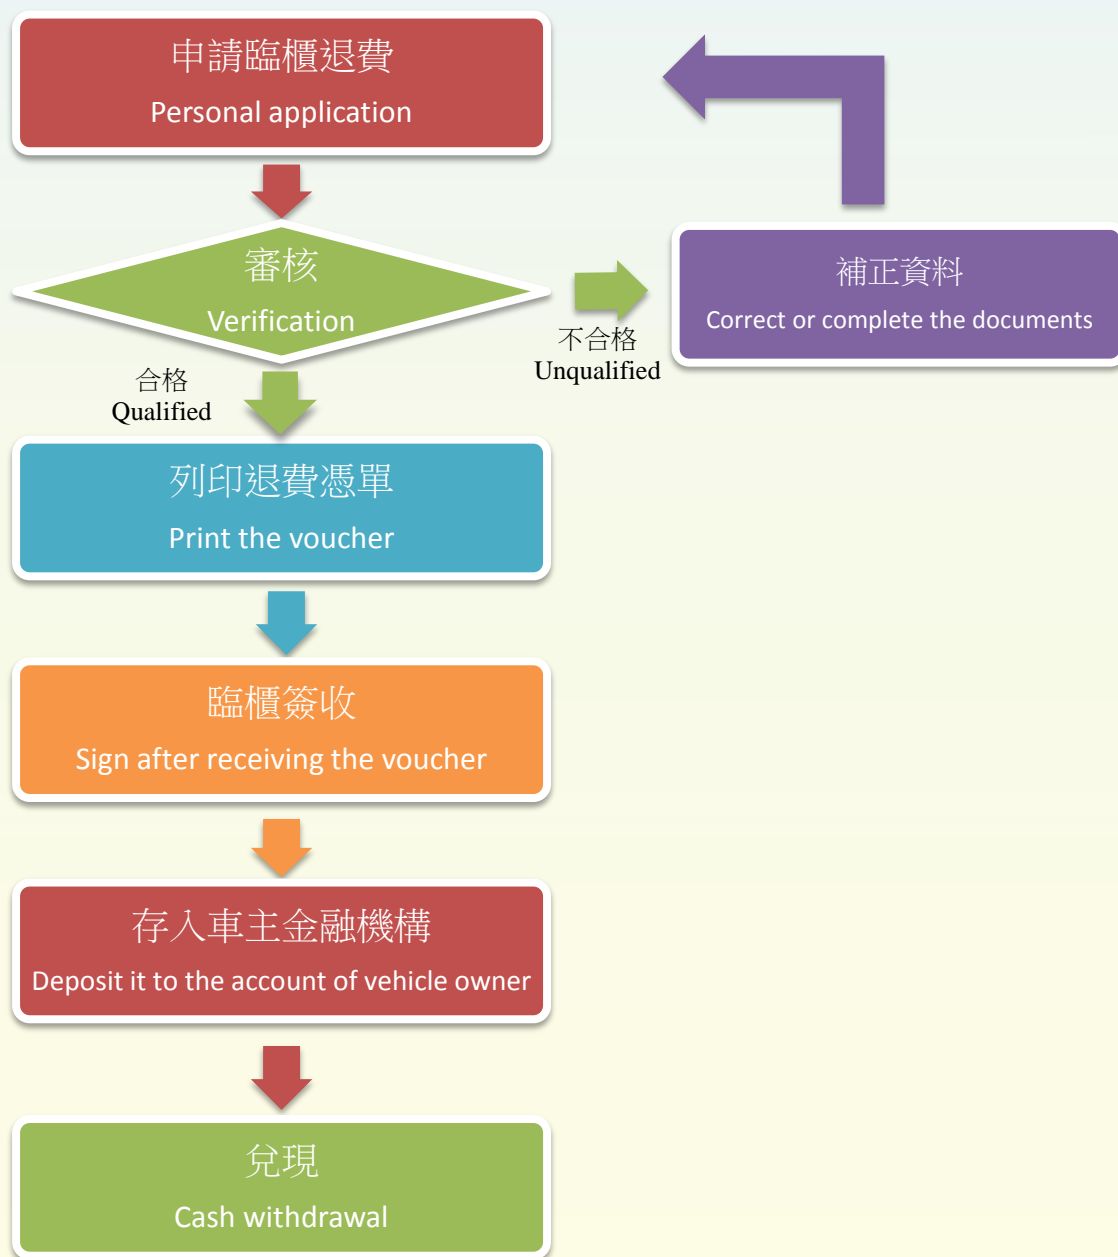 申請臨櫃退費
Personal application
審核
Verification
不合格
Unqualified
補正資料
Correct or complete the documents
合格
Qualified
列印退費憑單
Print the voucher
臨櫃簽收
Sign after receiving the voucher
存入車主金融機構
Deposit it to the account of vehicle owner
兌現
Cash withdrawal